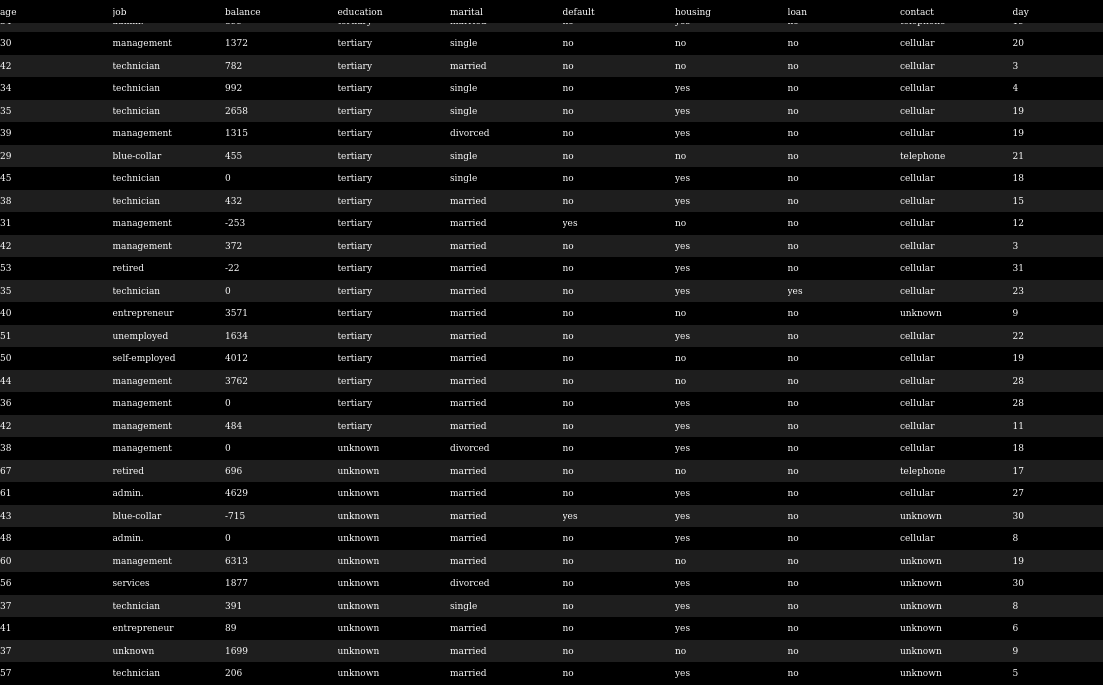 age job balance education marital default housing loan contact day
30 management 1372 tertiary single no no no cellular 20
42 technician 782 tertiary married no no no cellular 3
34 technician 992 tertiary single no yes no cellular 4
35 technician 2658 tertiary single no yes no cellular 19
39 management 1315 tertiary divorced no yes no cellular 19
29 blue-collar 455 tertiary single no no no telephone 21
45 technician 0 tertiary single no yes no cellular 18
38 technician 432 tertiary married no yes no cellular 15
31 management -253 tertiary married yes no no cellular 12
42 management 372 tertiary married no yes no cellular 3
53 retired -22 tertiary married no yes no cellular 31
35 technician 0 tertiary married no yes yes cellular 23
40 entrepreneur 3571 tertiary married no no no unknown 9
51 unemployed 1634 tertiary married no yes no cellular 22
50 self-employed 4012 tertiary married no no no cellular 19
44 management 3762 tertiary married no no no cellular 28
36 management 0 tertiary married no yes no cellular 28
42 management 484 tertiary married no yes no cellular 11
38 management 0 unknown divorced no yes no cellular 18
67 retired 696 unknown married no no no telephone 17
61 admin. 4629 unknown married no yes no cellular 27
43 blue-collar -715 unknown married yes yes no unknown 30
48 admin. 0 unknown married no yes no cellular 8
60 management 6313 unknown married no no no unknown 19
56 services 1877 unknown divorced no yes no unknown 30
37 technician 391 unknown single no yes no unknown 8
41 entrepreneur 89 unknown married no yes no unknown 6
37 unknown 1699 unknown married no no no unknown 9
57 technician 206 unknown married no yes no unknown 5